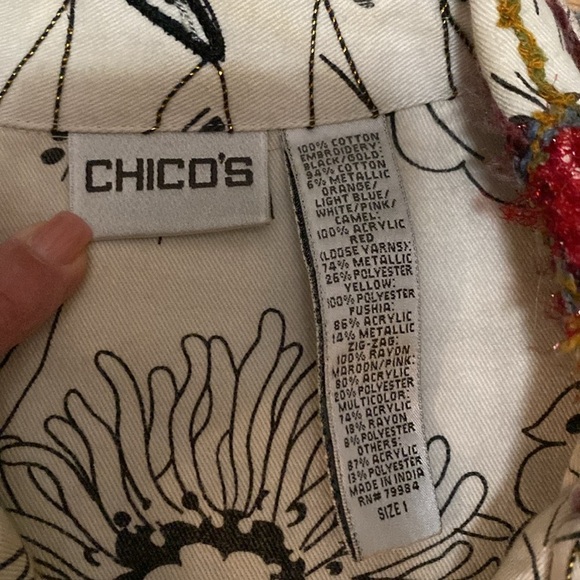 CHICO'S
100% COTTON
EMBROIDERY:
BLACK/GOLD:
94% COTTON
6% METALLIC
ORANGE/
LIGHT BLUE/
WHITE/PINK/
CAMEL:
100% ACRYLIC
RED
(LOOSE YARNS):
74% METALLIC
26% POLYESTER
YELLOW:
100% POLYESTER
FUSHIA:
86% ACRYLIC
14% METALLIC
ZIG-ZAG:
100% RAYON
MAROON/PINK:
80% ACRYLIC
20% POLYESTER
MULTICOLOR:
74% ACRYLIC
18% RAYON
8% POLYESTER
OTHERS:
87% ACRYLIC
13% POLYESTER
MADE IN INDIA
RN# 79984
SIZE 1